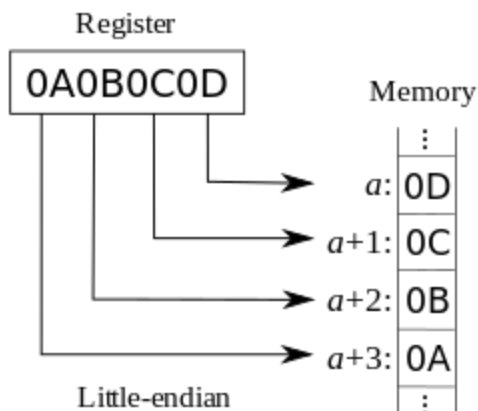 Register
0A0B0C0D
Memory
⋮
a: 0D
a+1: 0C
a+2: 0B
a+3: 0A
⋮
Little-endian